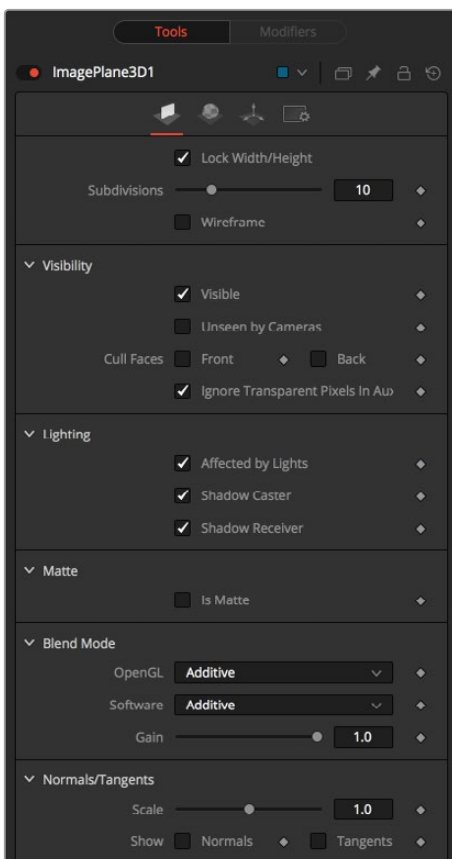 Tools Modifiers
ImagePlane3D1
Lock Width/Height
Subdivisions 10
Wireframe
Visibility
Visible
Unseen by Cameras
Cull Faces Front Back
Ignore Transparent Pixels In Aux
Lighting
Affected by Lights
Shadow Caster
Shadow Receiver
Matte
Is Matte
Blend Mode
OpenGL Additive
Software Additive
Gain 1.0
Normals/Tangents
Scale 1.0
Show Normals Tangents